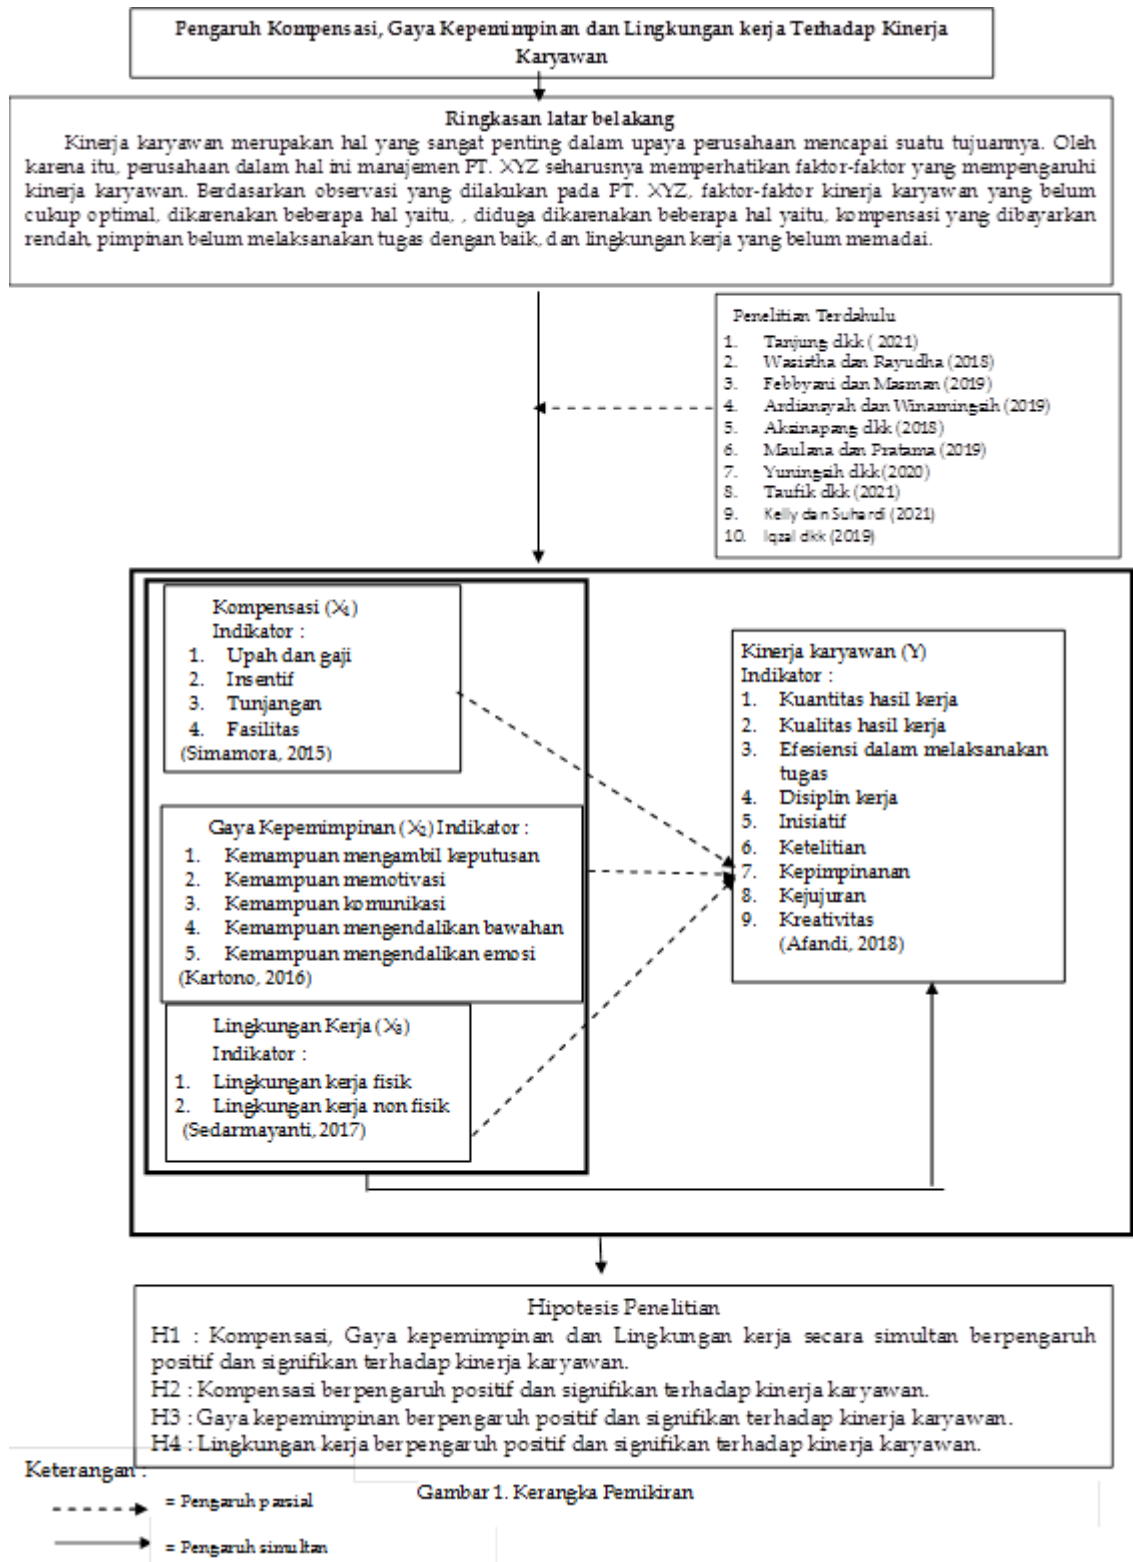 Pengaruh Kompensasi, Gaya Kepemimpinan dan Lingkungan kerja Terhadap Kinerja
Karyawan
Ringkasan latar belakang
Kinerja karyawan merupakan hal yang sangat penting dalam upaya perusahaan mencapai suatu tujuannya. Oleh
karena itu, perusahaan dalam hal ini manajemen PT. XYZ seharusnya memperhatikan faktor-faktor yang mempengaruhi
kinerja karyawan. Berdasarkan observasi yang dilakukan pada PT. XYZ, faktor-faktor kinerja karyawan yang belum
cukup optimal, dikarenakan beberapa hal yaitu, , diduga dikarenakan beberapa hal yaitu, kompensasi yang dibayarkan
rendah, pimpinan belum melaksanakan tugas dengan baik, dan lingkungan kerja yang belum memadai.
Penelitian Terdahulu
1. Tanjung dkk ( 2021)
2. Wasistha dan Rayudha (2018)
3. Febbyani dan Masman (2019)
4. Ardiansyah dan Winarningsih (2019)
5. Aksinapang dkk (2018)
6. Maulana dan Pratama (2019)
7. Yuningsih dkk (2020)
8. Taufik dkk (2021)
9. Kelly dan Suhardi (2021)
10. Iqzal dkk (2019)
Kompensasi (X₁)
Indikator :
1. Upah dan gaji
2. Insentif
3. Tunjangan
4. Fasilitas
(Simamora, 2015)
Gaya Kepemimpinan (X₂) Indikator :
1. Kemampuan mengambil keputusan
2. Kemampuan memotivasi
3. Kemampuan komunikasi
4. Kemampuan mengendalikan bawahan
5. Kemampuan mengendalikan emosi
(Kartono, 2016)
Lingkungan Kerja (X₃)
Indikator :
1. Lingkungan kerja fisik
2. Lingkungan kerja non fisik
(Sedarmayanti, 2017)
Kinerja karyawan (Y)
Indikator :
1. Kuantitas hasil kerja
2. Kualitas hasil kerja
3. Efesiensi dalam melaksanakan
tugas
4. Disiplin kerja
5. Inisiatif
6. Ketelitian
7. Kepimpinanan
8. Kejujuran
9. Kreativitas
(Afandi, 2018)
Hipotesis Penelitian
H1 : Kompensasi, Gaya kepemimpinan dan Lingkungan kerja secara simultan berpengaruh
positif dan signifikan terhadap kinerja karyawan.
H2 : Kompensasi berpengaruh positif dan signifikan terhadap kinerja karyawan.
H3 : Gaya kepemimpinan berpengaruh positif dan signifikan terhadap kinerja karyawan.
H4 : Lingkungan kerja berpengaruh positif dan signifikan terhadap kinerja karyawan.
Keterangan :
= Pengaruh parsial
= Pengaruh simultan
Gambar 1. Kerangka Pemikiran